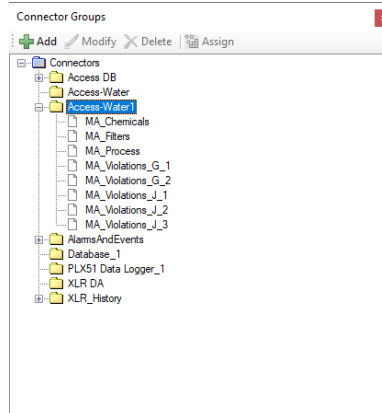 Connector Groups
Add Modify Delete Assign
Connectors
Access DB
Access-Water
Access-Water1
MA_Chemicals
MA_Filters
MA_Process
MA_Violations_G_1
MA_Violations_G_2
MA_Violations_J_1
MA_Violations_J_2
MA_Violations_J_3
AlarmsAndEvents
Database_1
PLX51 Data Logger_1
XLR DA
XLR_History